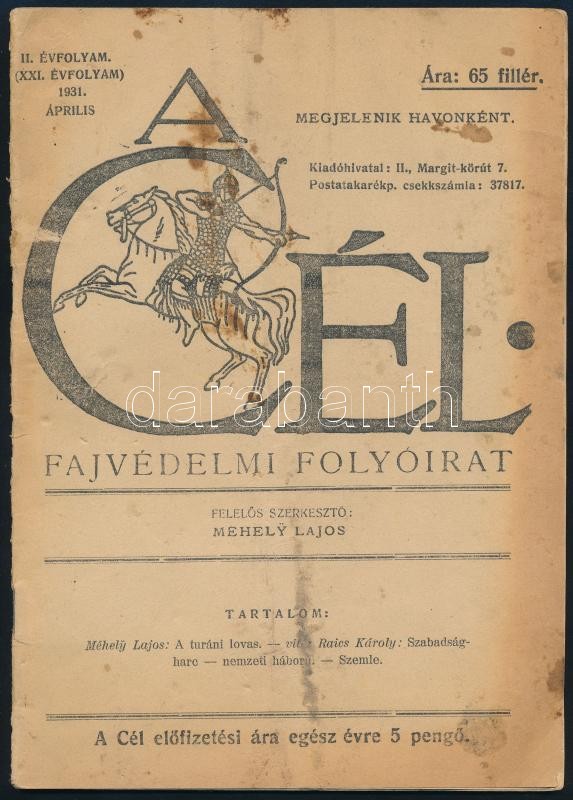 II. ÉVFOLYAM.
(XXI. ÉVFOLYAM)
1931.
ÁPRILIS
Ára: 65 fillér.
MEGJELENIK HAVONKÉNT.
Kiadóhivatal: II., Margit-körút 7.
Postatakarékp. csekkszámla: 37817.
A
CÉL.
darabanth
FAJVÉDELMI FOLYÓIRAT
FELELŐS SZERKESZTŐ:
MEHELŸ LAJOS
TARTALOM:
Méhelÿ Lajos: A turáni lovas. — vitéz Raics Károly: Szabadság-
harc — nemzeti háború. — Szemle.
A Cél előfizetési ára egész évre 5 pengő.